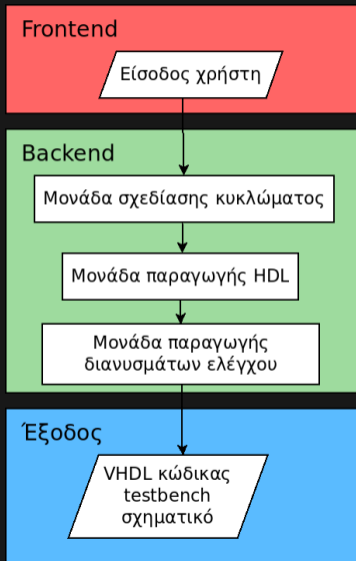 Frontend
Είσοδος χρήστη
Backend
Μονάδα σχεδίασης κυκλώματος
Μονάδα παραγωγής HDL
Μονάδα παραγωγής
διανυσμάτων ελέγχου
Έξοδος
VHDL κώδικας
testbench
σχηματικό